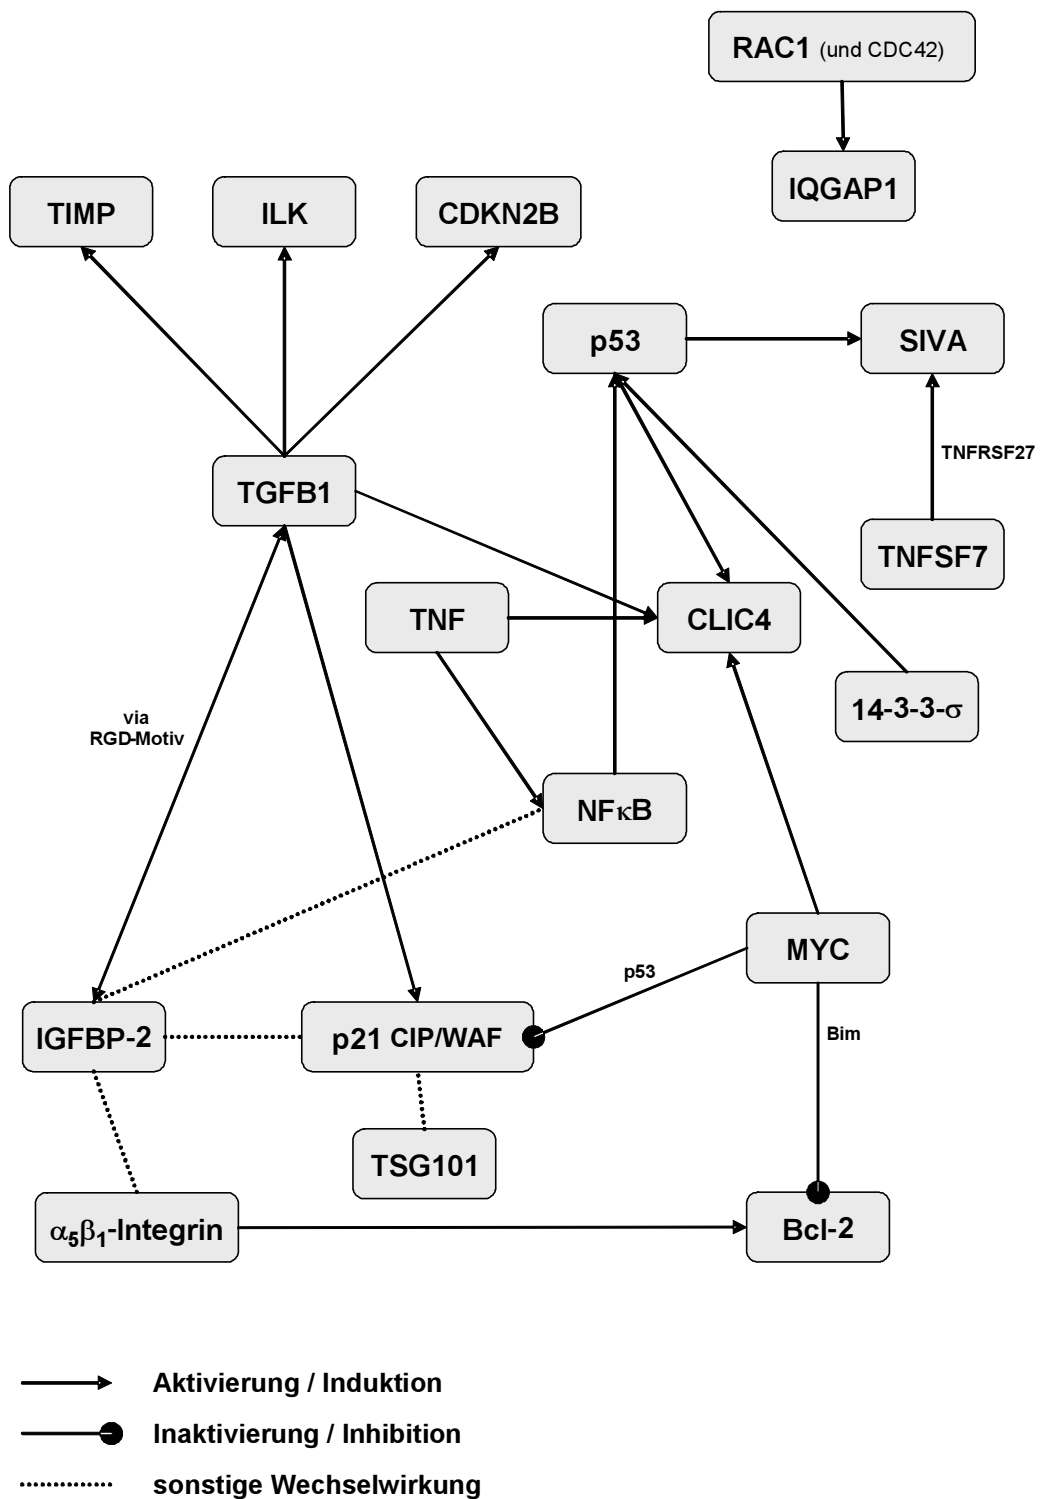 RAC1 (und CDC42)
IQGAP1
TIMP
ILK
CDKN2B
p53
SIVA
TNFRSF27
TGFB1
TNFSF7
TNF
CLIC4
14-3-3-σ
via
RGD-Motiv
NFκB
MYC
p53
IGFBP-2
p21 CIP/WAF
Bim
TSG101
α5β1-Integrin
Bcl-2
Aktivierung / Induktion
Inaktivierung / Inhibition
sonstige Wechselwirkung